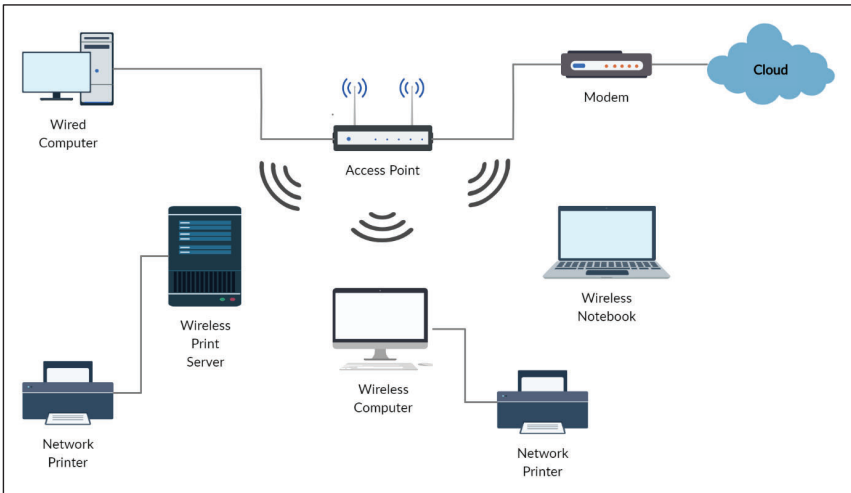 Cloud
Modem
Wired
Computer
Access Point
Wireless
Print
Server
Wireless
Notebook
Wireless
Computer
Network
Printer
Network
Printer